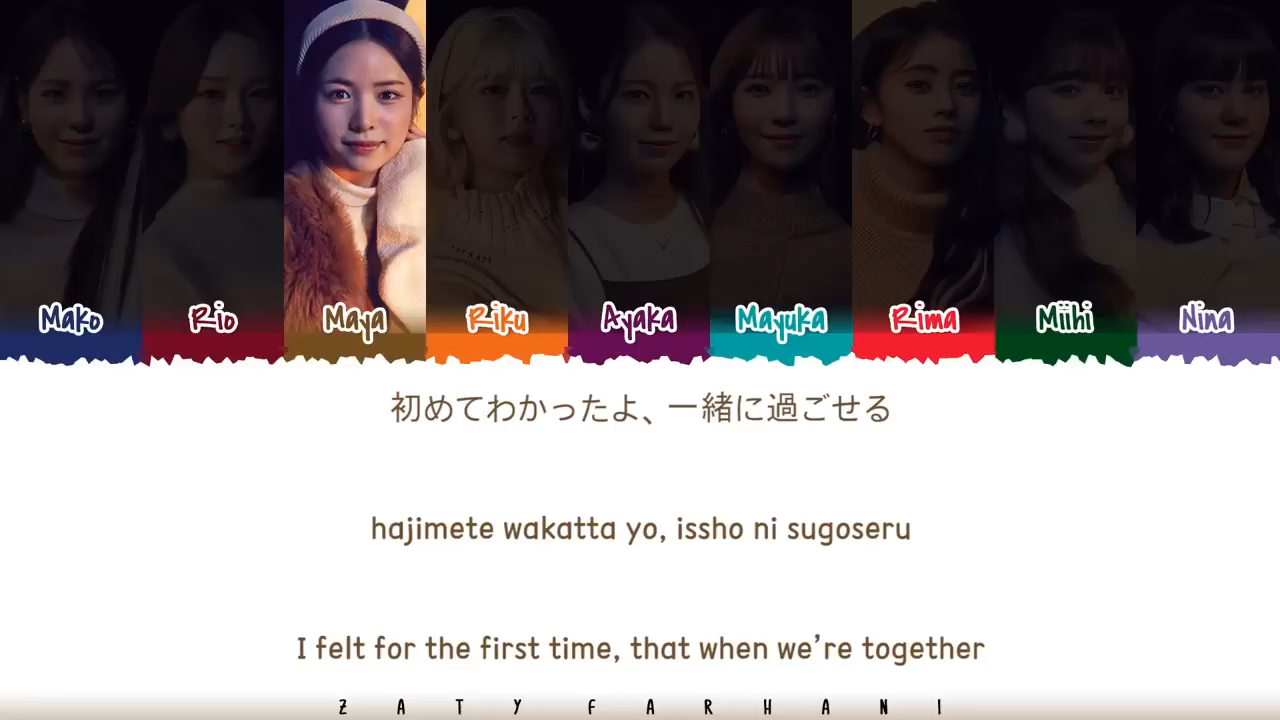 Mako Rio Maya Riku Ayaka Mayuka Rima Miihi Nina
初めてわかったよ、一緒に過ごせる
hajimete wakatta yo, issho ni sugoseru
I felt for the first time, that when we’re together
ZATY FARHANI